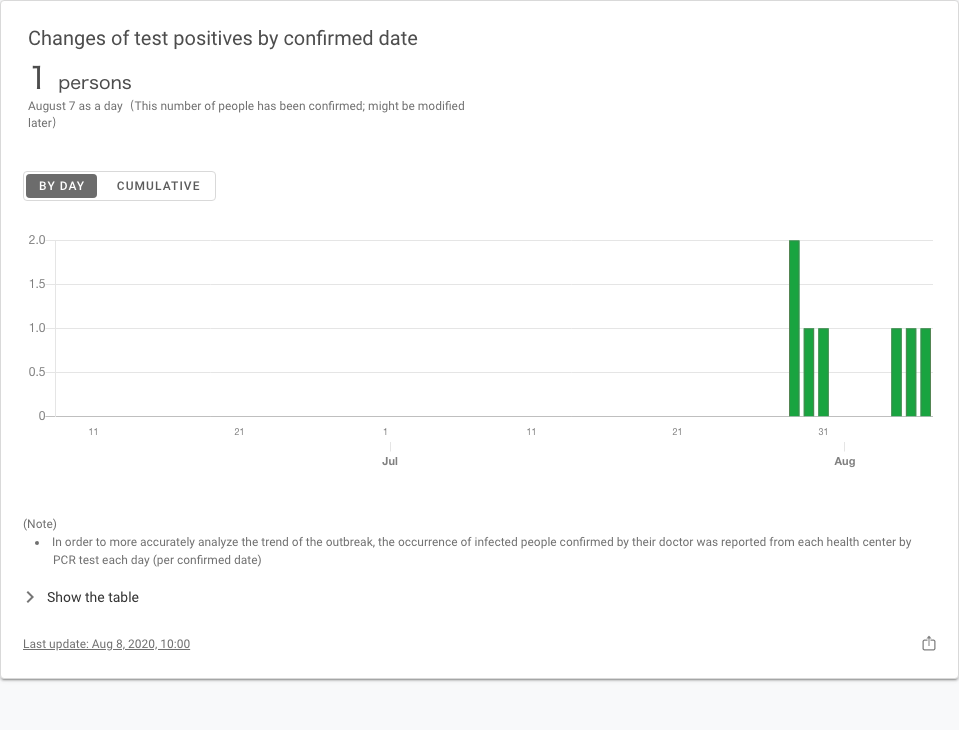 Changes of test positives by confirmed date
1 persons
August 7 as a day（This number of people has been confirmed; might be modified
later）
BY DAY CUMULATIVE
2.0
1.5
1.0
0.5
0
11 21 1 11 21 31
Jul Aug
(Note)
• In order to more accurately analyze the trend of the outbreak, the occurrence of infected people confirmed by their doctor was reported from each health center by
PCR test each day (per confirmed date)
Show the table
Last update: Aug 8, 2020, 10:00